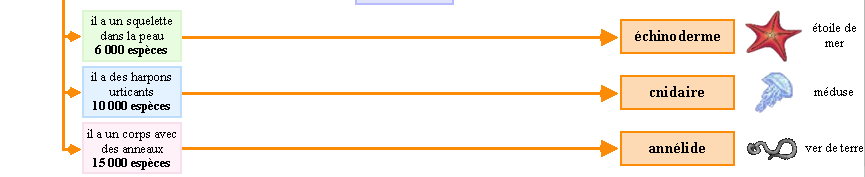 il a un squelette
dans la peau
6 000 espèces
échinoderme
étoile de
mer
il a des harpons
urticants
10 000 espèces
cnidaire
méduse
il a un corps avec
des anneaux
15 000 espèces
annélide
ver de terre